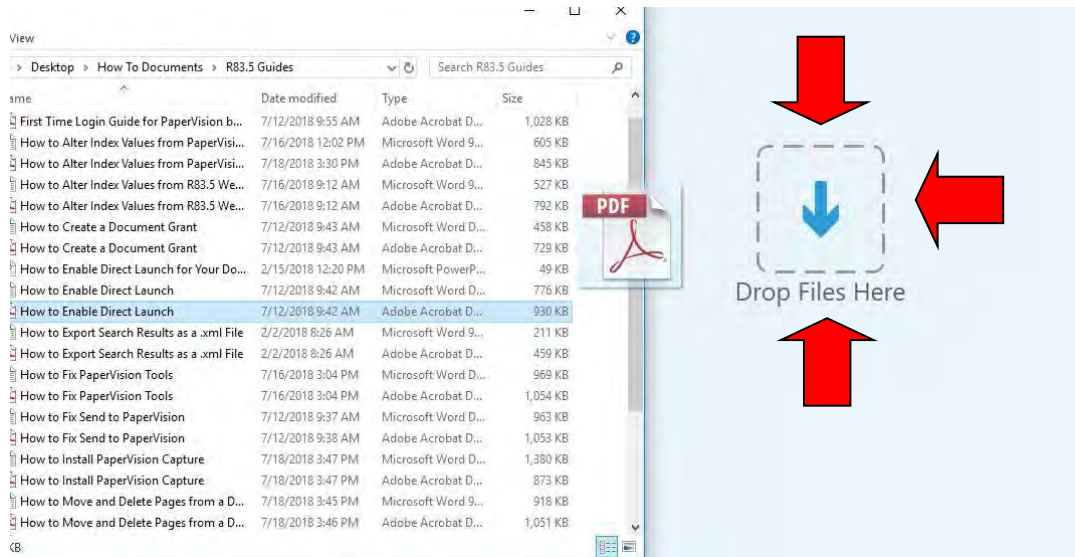 View
> Desktop > How To Documents > R83.5 Guides Search R83.5 Guides
ame Date modified Type Size
First Time Login Guide for PaperVision b... 7/12/2018 9:55 AM Adobe Acrobat D... 1,028 KB
How to Alter Index Values from PaperVisi... 7/16/2018 12:02 PM Microsoft Word 9... 605 KB
How to Alter Index Values from PaperVisi... 7/18/2018 3:30 PM Adobe Acrobat D... 845 KB
How to Alter Index Values from R83.5 We... 7/16/2018 9:12 AM Microsoft Word 9... 527 KB
How to Alter Index Values from R83.5 We... 7/16/2018 9:12 AM Adobe Acrobat D... 792 KB
How to Create a Document Grant 7/12/2018 9:43 AM Microsoft Word 9... 458 KB
How to Create a Document Grant 7/12/2018 9:43 AM Adobe Acrobat D... 729 KB
How to Enable Direct Launch for Your Do... 2/15/2018 12:20 PM Microsoft PowerP... 49 KB
How to Enable Direct Launch 7/12/2018 9:42 AM Microsoft Word D... 776 KB
How to Enable Direct Launch 7/12/2018 9:42 AM Adobe Acrobat D... 930 KB
How to Export Search Results as a .xml File 2/2/2018 8:26 AM Microsoft Word 9... 211 KB
How to Export Search Results as a .xml File 2/2/2018 8:26 AM Adobe Acrobat D... 459 KB
How to Fix PaperVision Tools 7/16/2018 3:04 PM Microsoft Word D... 969 KB
How to Fix PaperVision Tools 7/16/2018 3:04 PM Adobe Acrobat D... 1,054 KB
How to Fix Send to PaperVision 7/12/2018 9:37 AM Microsoft Word D... 963 KB
How to Fix Send to PaperVision 7/12/2018 9:38 AM Adobe Acrobat D... 1,053 KB
How to Install PaperVision Capture 7/18/2018 3:47 PM Microsoft Word D... 1,380 KB
How to Install PaperVision Capture 7/18/2018 3:47 PM Adobe Acrobat D... 873 KB
How to Move and Delete Pages from a D... 7/18/2018 3:45 PM Microsoft Word 9... 918 KB
How to Move and Delete Pages from a D... 7/18/2018 3:46 PM Adobe Acrobat D... 1,051 KB
KB
PDF
Drop Files Here